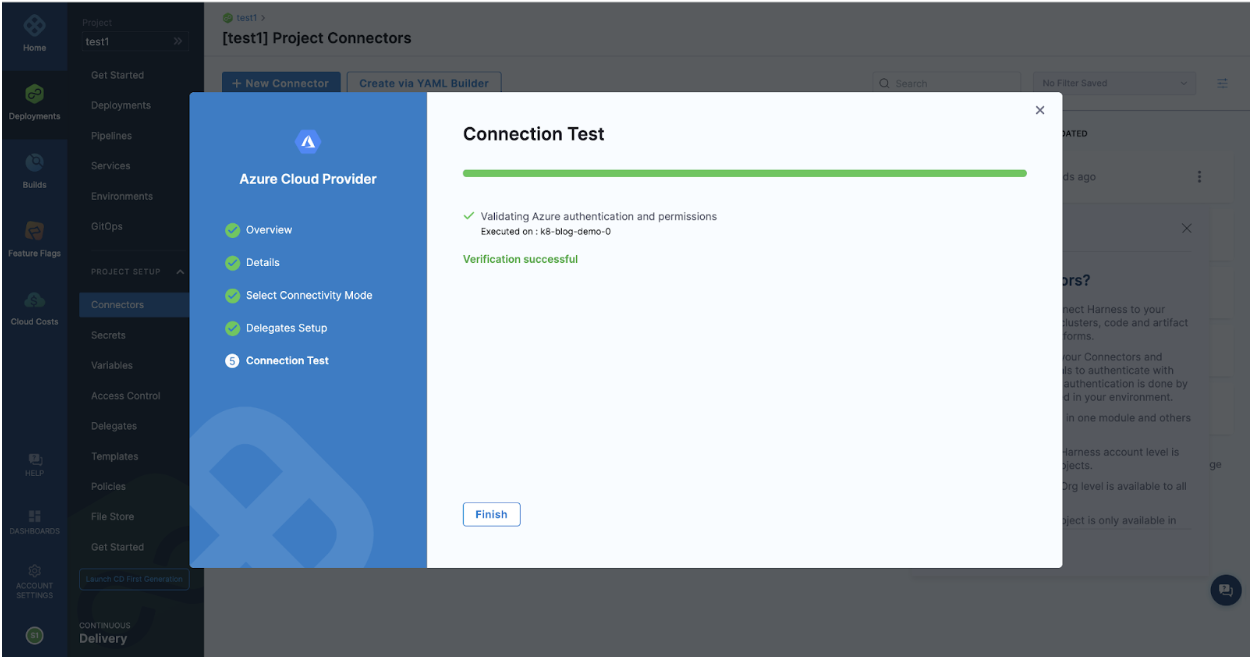 Home
Deployments
Builds
Feature Flags
Cloud Costs
HELP
DASHBOARDS
ACCOUNT
SETTINGS
Project
test1
Get Started
Deployments
Pipelines
Services
Environments
GitOps
PROJECT SETUP
Connectors
Secrets
Variables
Access Control
Delegates
Templates
Policies
File Store
Get Started
Launch CD First Generation
CONTINUOUS
Delivery
test1 >
[test1] Project Connectors
+ New Connector
Create via YAML Builder
Search
No Filter Saved
Azure Cloud Provider
Overview
Details
Select Connectivity Mode
Delegates Setup
5 Connection Test
Connection Test
Validating Azure authentication and permissions
Executed on : k8-blog-demo-0
Verification successful
Finish
DATED
ds ago
ors?
nect Harness to your
clusters, code and artifact
forms.
your Connectors and
ls to authenticate with
authentication is done by
d in your environment.
in one module and others
Harness account level is
ojects.
Org level is available to all
oject is only available in
ge